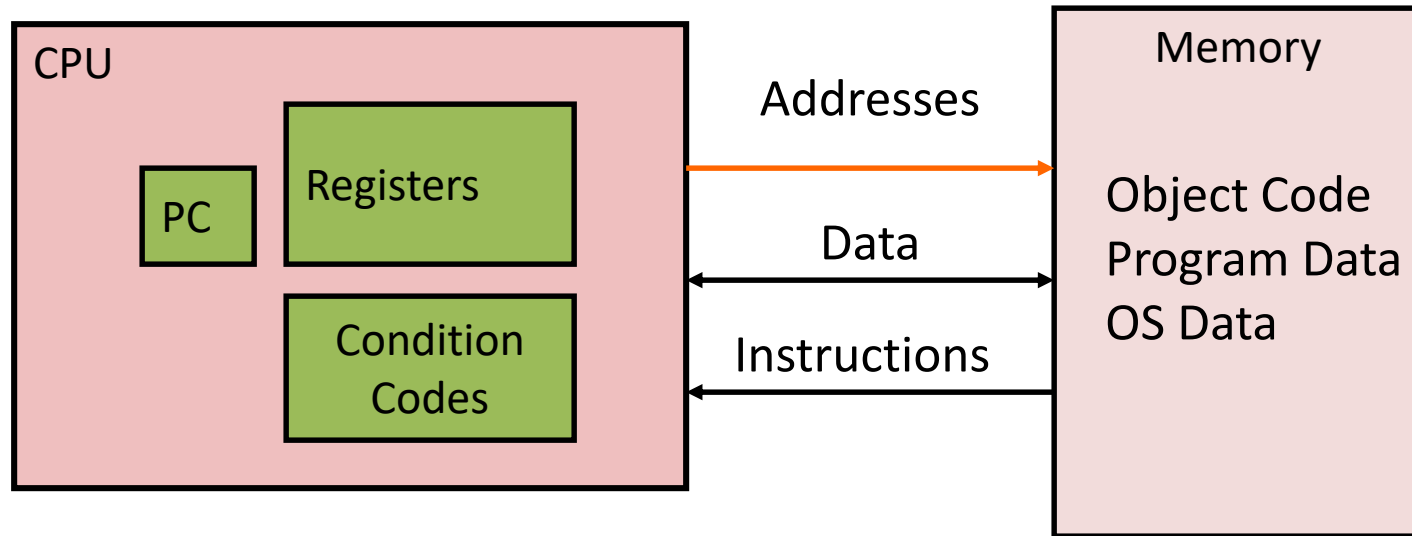 CPU
PC
Registers
Condition
Codes
Addresses
Data
Instructions
Memory
Object Code
Program Data
OS Data